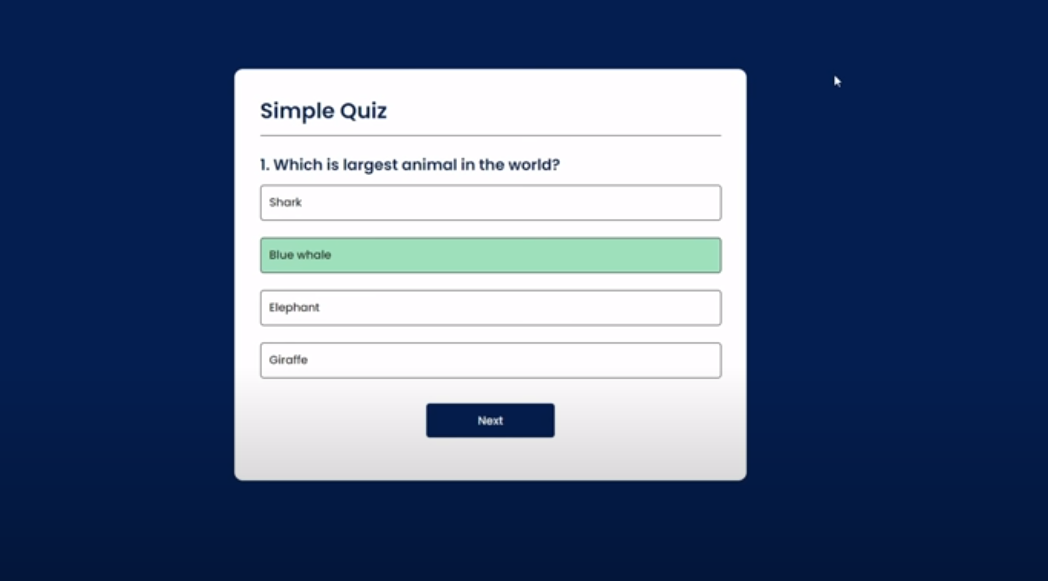 Simple Quiz
1. Which is largest animal in the world?
Shark
Blue whale
Elephant
Giraffe
Next